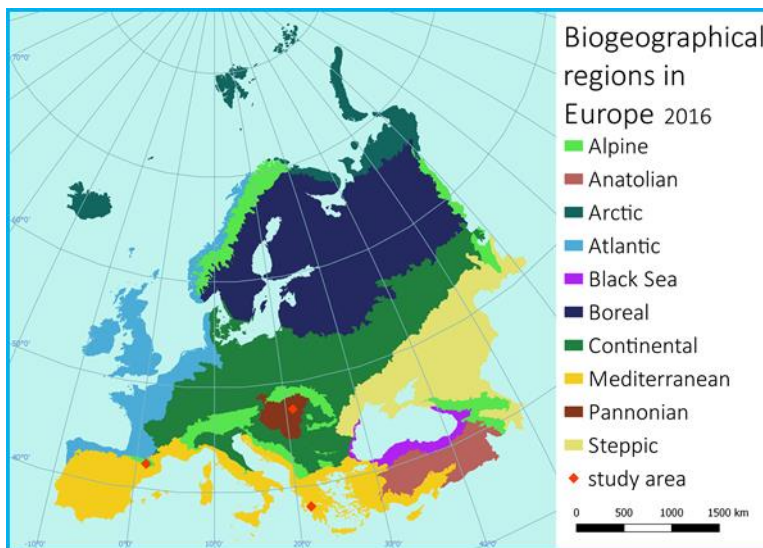 Biogeographical
regions in
Europe 2016
Alpine
Anatolian
Arctic
Atlantic
Black Sea
Boreal
Continental
Mediterranean
Pannonian
Steppic
study area
0 500 1000 1500 km
70°0'
60°0'
50°0'
40°0'
-10°0' 0°0' 10°0' 20°0' 30°0' 40°0'